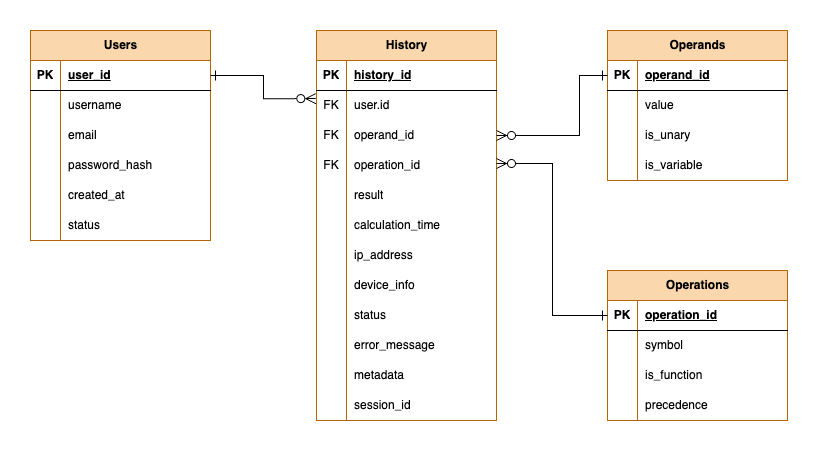 Users
PK user_id
username
email
password_hash
created_at
status
History
PK history_id
FK user.id
FK operand_id
FK operation_id
result
calculation_time
ip_address
device_info
status
error_message
metadata
session_id
Operands
PK operand_id
value
is_unary
is_variable
Operations
PK operation_id
symbol
is_function
precedence